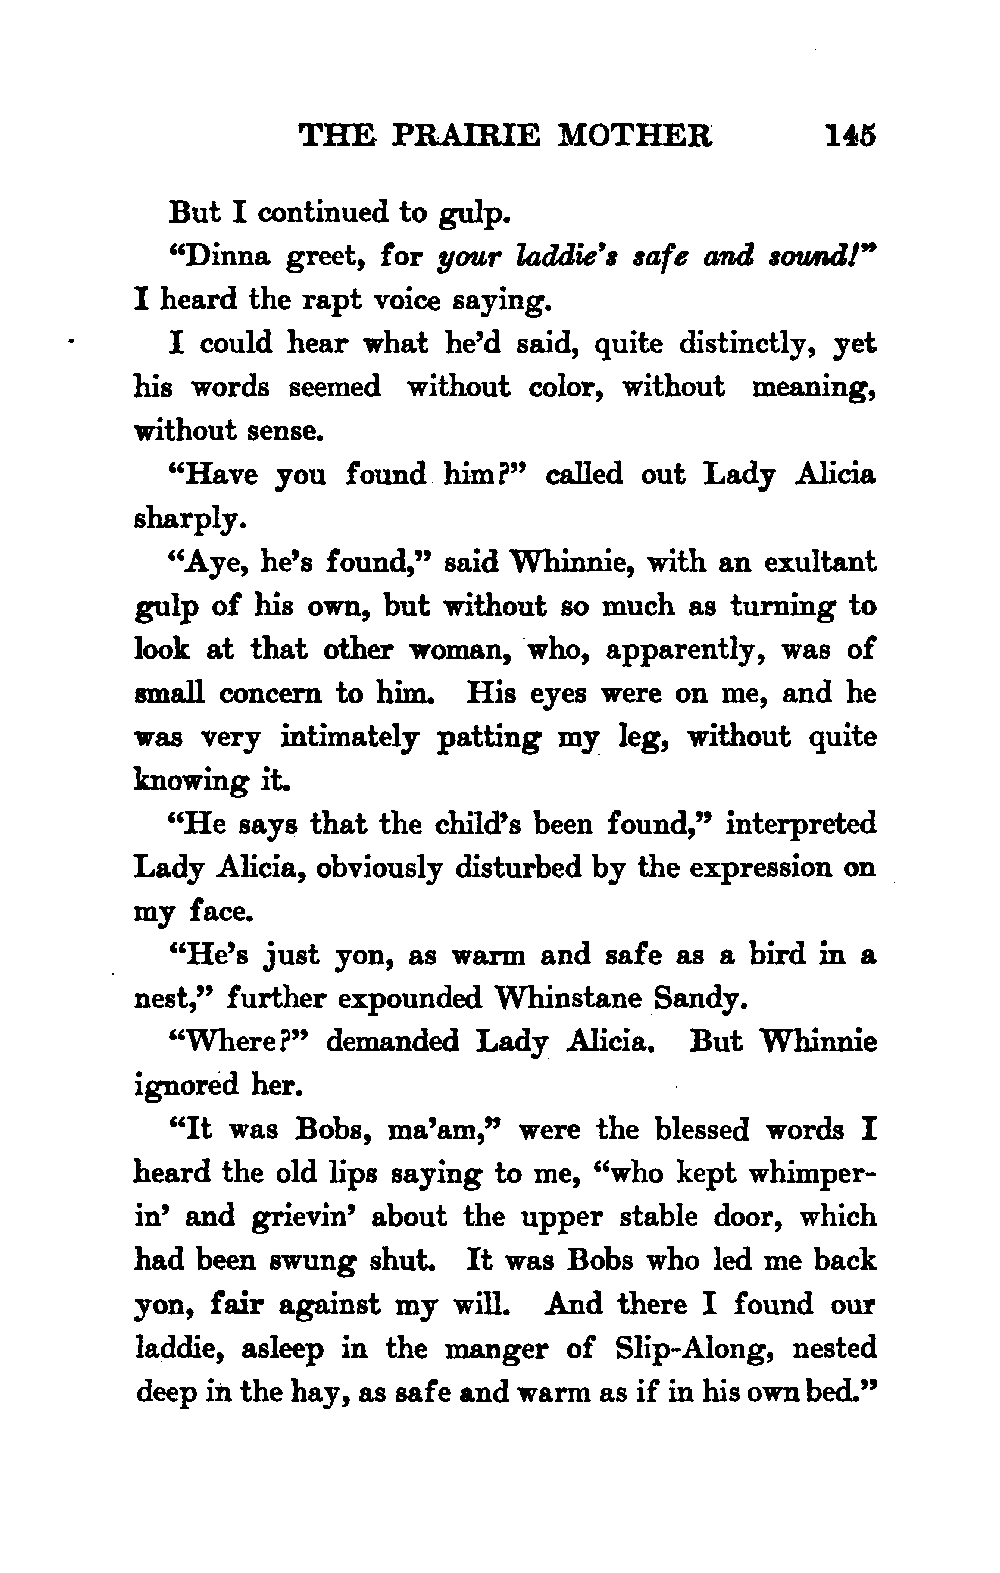 THE PRAIRIE MOTHER 145
But I continued to gulp.
“Dinna greet, for your laddie’s safe and sound!”
I heard the rapt voice saying.
I could hear what he’d said, quite distinctly, yet
his words seemed without color, without meaning,
without sense.
“Have you found him?” called out Lady Alicia
sharply.
“Aye, he’s found,” said Whinnie, with an exultant
gulp of his own, but without so much as turning to
look at that other woman, who, apparently, was of
small concern to him. His eyes were on me, and he
was very intimately patting my leg, without quite
knowing it.
“He says that the child’s been found,” interpreted
Lady Alicia, obviously disturbed by the expression on
my face.
“He’s just yon, as warm and safe as a bird in a
nest,” further expounded Whinstane Sandy.
“Where?” demanded Lady Alicia. But Whinnie
ignored her.
“It was Bobs, ma’am,” were the blessed words I
heard the old lips saying to me, “who kept whimper-
in’ and grievin’ about the upper stable door, which
had been swung shut. It was Bobs who led me back
yon, fair against my will. And there I found our
laddie, asleep in the manger of Slip-Along, nested
deep in the hay, as safe and warm as if in his own bed.”